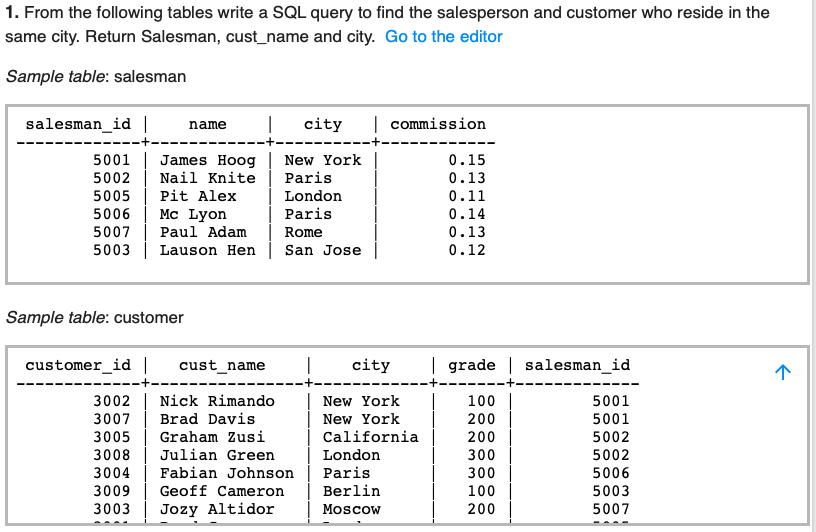 1. From the following tables write a SQL query to find the salesperson and customer who reside in the
same city. Return Salesman, cust_name and city.  Go to the editor
Sample table: salesman
salesman_id |    name    |   city   | commission
------------+------------+----------+------------
5001 | James Hoog | New York | 0.15
5002 | Nail Knite | Paris | 0.13
5005 | Pit Alex | London | 0.11
5006 | Mc Lyon | Paris | 0.14
5007 | Paul Adam | Rome | 0.13
5003 | Lauson Hen | San Jose | 0.12
Sample table: customer
customer_id |   cust_name    |    city    | grade | salesman_id
------------+----------------+------------+-------+-------------
3002 | Nick Rimando | New York | 100 | 5001
3007 | Brad Davis | New York | 200 | 5001
3005 | Graham Zusi | California | 200 | 5002
3008 | Julian Green | London | 300 | 5002
3004 | Fabian Johnson | Paris | 300 | 5006
3009 | Geoff Cameron | Berlin | 100 | 5003
3003 | Jozy Altidor | Moscow | 200 | 5007